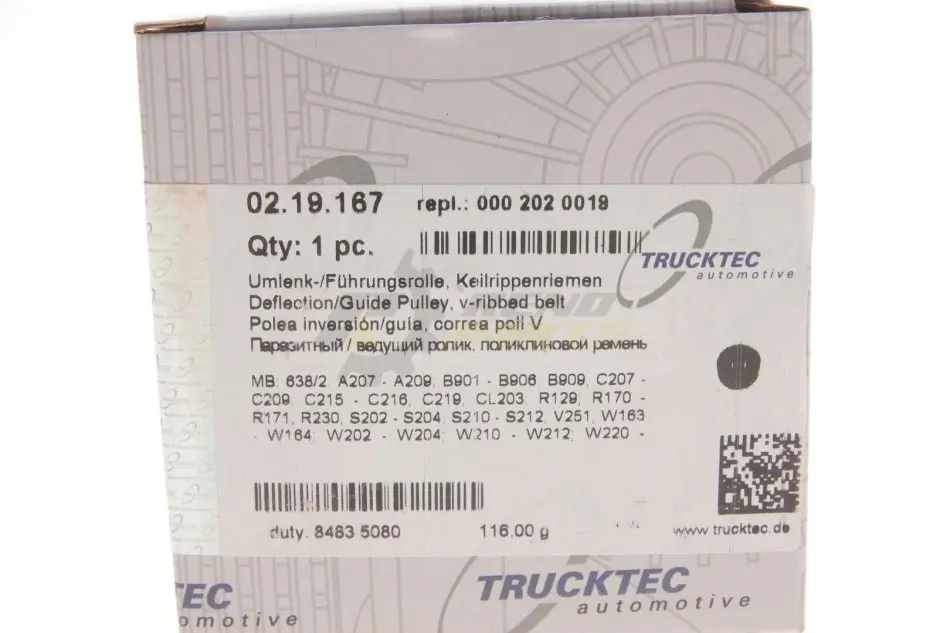 02.19.167 repl.: 000 202 0019
Qty: 1 pc.
TRUCKTEC
automotive
Umlenk-/Führungsrolle, Keilrippenriemen
Deflection/Guide Pulley, v-ribbed belt
Polea inversión/guía, correa poli V
Паразитный / ведущий ролик, поликлиновой ремень
MB: 638/2, A207 - A209, B901 - B906, B909, C207 -
C209, C215 - C216, C219, CL203, R129, R170 -
R171, R230, S202 - S204, S210 - S212, V251, W163
- W164, W202 - W204, W210 - W212, W220 -
duty. 8483 5080 116,00 g www.trucktec.de
TEC
omotive
TRUCKTEC
automotive